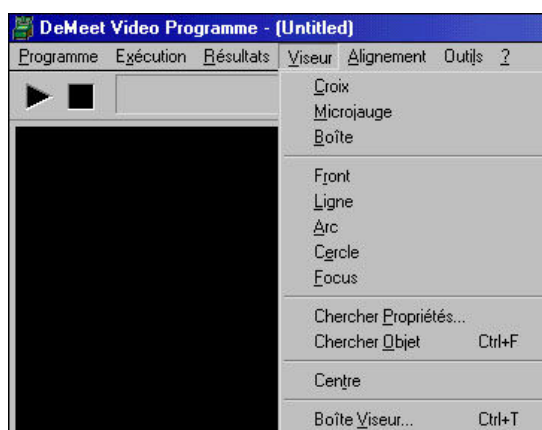 DeMeet Video Programme - (Untitled)
Programme Exécution Résultats Viseur Alignement Outils ?
Croix
Microjauge
Boîte
Front
Ligne
Arc
Cercle
Focus
Chercher Propriétés...
Chercher Objet Ctrl+F
Centre
Boîte Viseur... Ctrl+T